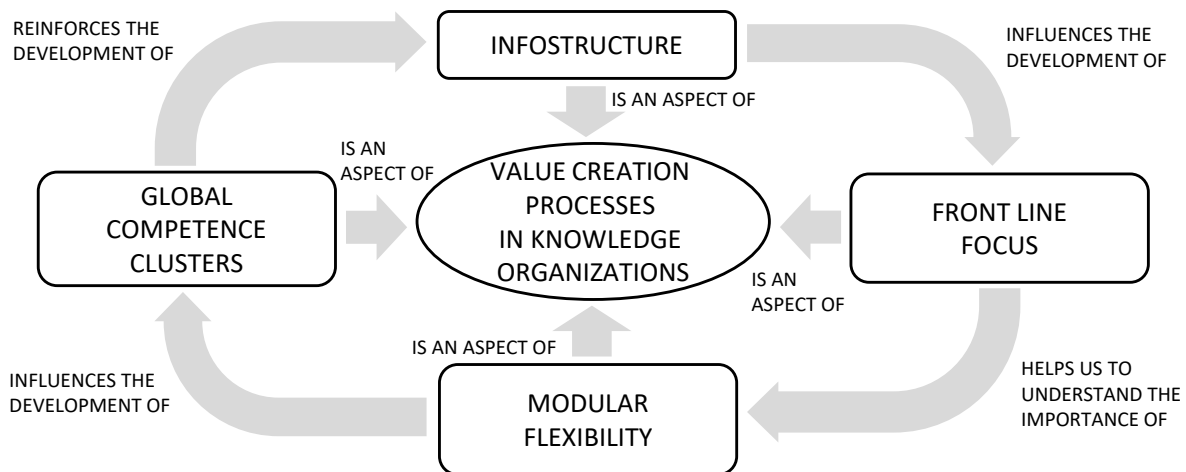 REINFORCES THE
DEVELOPMENT OF
INFOSTRUCTURE
INFLUENCES THE
DEVELOPMENT OF
IS AN ASPECT OF
IS AN
ASPECT OF
GLOBAL
COMPETENCE
CLUSTERS
VALUE CREATION
PROCESSES
IN KNOWLEDGE
ORGANIZATIONS
FRONT LINE
FOCUS
IS AN
ASPECT OF
IS AN ASPECT OF
INFLUENCES THE
DEVELOPMENT OF
MODULAR
FLEXIBILITY
HELPS US TO
UNDERSTAND THE
IMPORTANCE OF